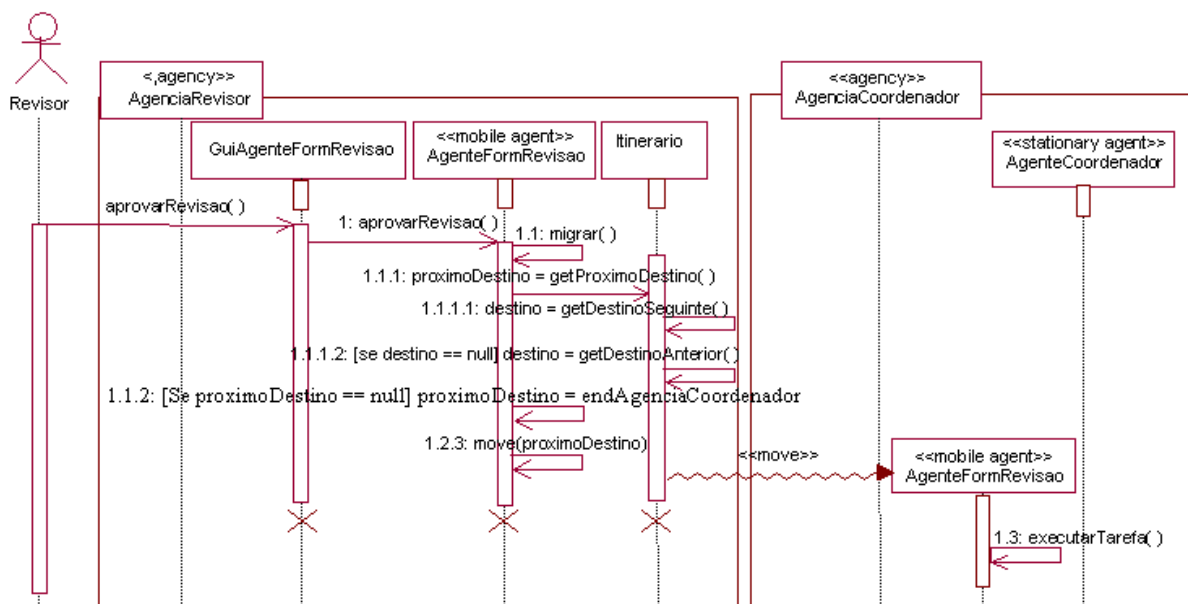 Revisor
<,agency>>
AgenciaRevisor
<<agency>>
AgenciaCoordenador
GuiAgenteFormRevisao
<<mobile agent>>
AgenteFormRevisao
Itinerario
<<stationary agent>>
AgenteCoordenador
aprovarRevisao( )
1: aprovarRevisao( )
1.1: migrar( )
1.1.1: proximoDestino = getProximoDestino( )
1.1.1.1: destino = getDestinoSeguinte( )
1.1.1.2: [se destino == null] destino = getDestinoAnterior( )
1.1.2: [Se proximoDestino == null] proximoDestino = endAgenciaCoordenador
1.2.3: move(proximoDestino)
<<move>>
<<mobile agent>>
AgenteFormRevisao
1.3: executarTarefa( )